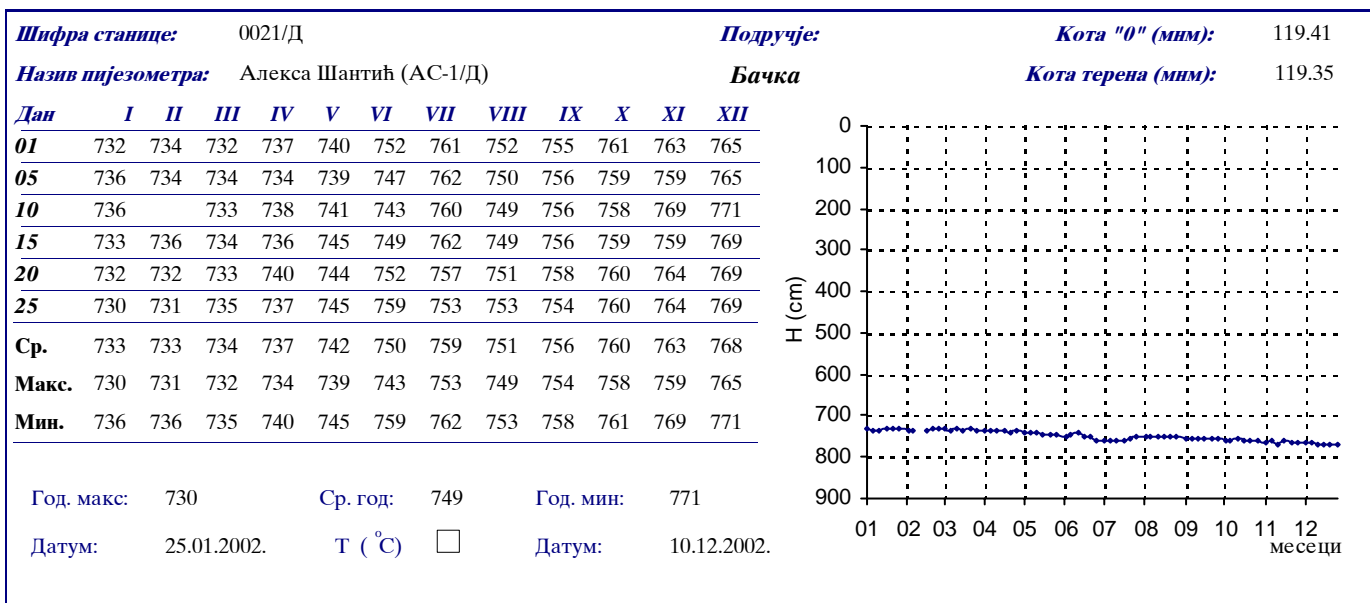 Шифра станице: 0021/Д Подручје: Кота "0" (мнм): 119.41
Назив пијезометра: Алекса Шантић (АС-1/Д) Бачка Кота терена (мнм): 119.35
Дан I II III IV V VI VII VIII IX X XI XII
01 732 734 732 737 740 752 761 752 755 761 763 765
05 736 734 734 734 739 747 762 750 756 759 759 765
10 736 733 738 741 743 760 749 756 758 769 771
15 733 736 734 736 745 749 762 749 756 759 759 769
20 732 732 733 740 744 752 757 751 758 760 764 769
25 730 731 735 737 745 759 753 753 754 760 764 769
Ср. 733 733 734 737 742 750 759 751 756 760 763 768
Макс. 730 731 732 734 739 743 753 749 754 758 759 765
Мин. 736 736 735 740 745 759 762 753 758 761 769 771
Год. макс: 730 Ср. год: 749 Год. мин: 771
Датум: 25.01.2002. Т ( °C) Датум: 10.12.2002.
0
100
200
300
400
500
600
700
800
900
H (cm)
01 02 03 04 05 06 07 08 09 10 11 12
месеци